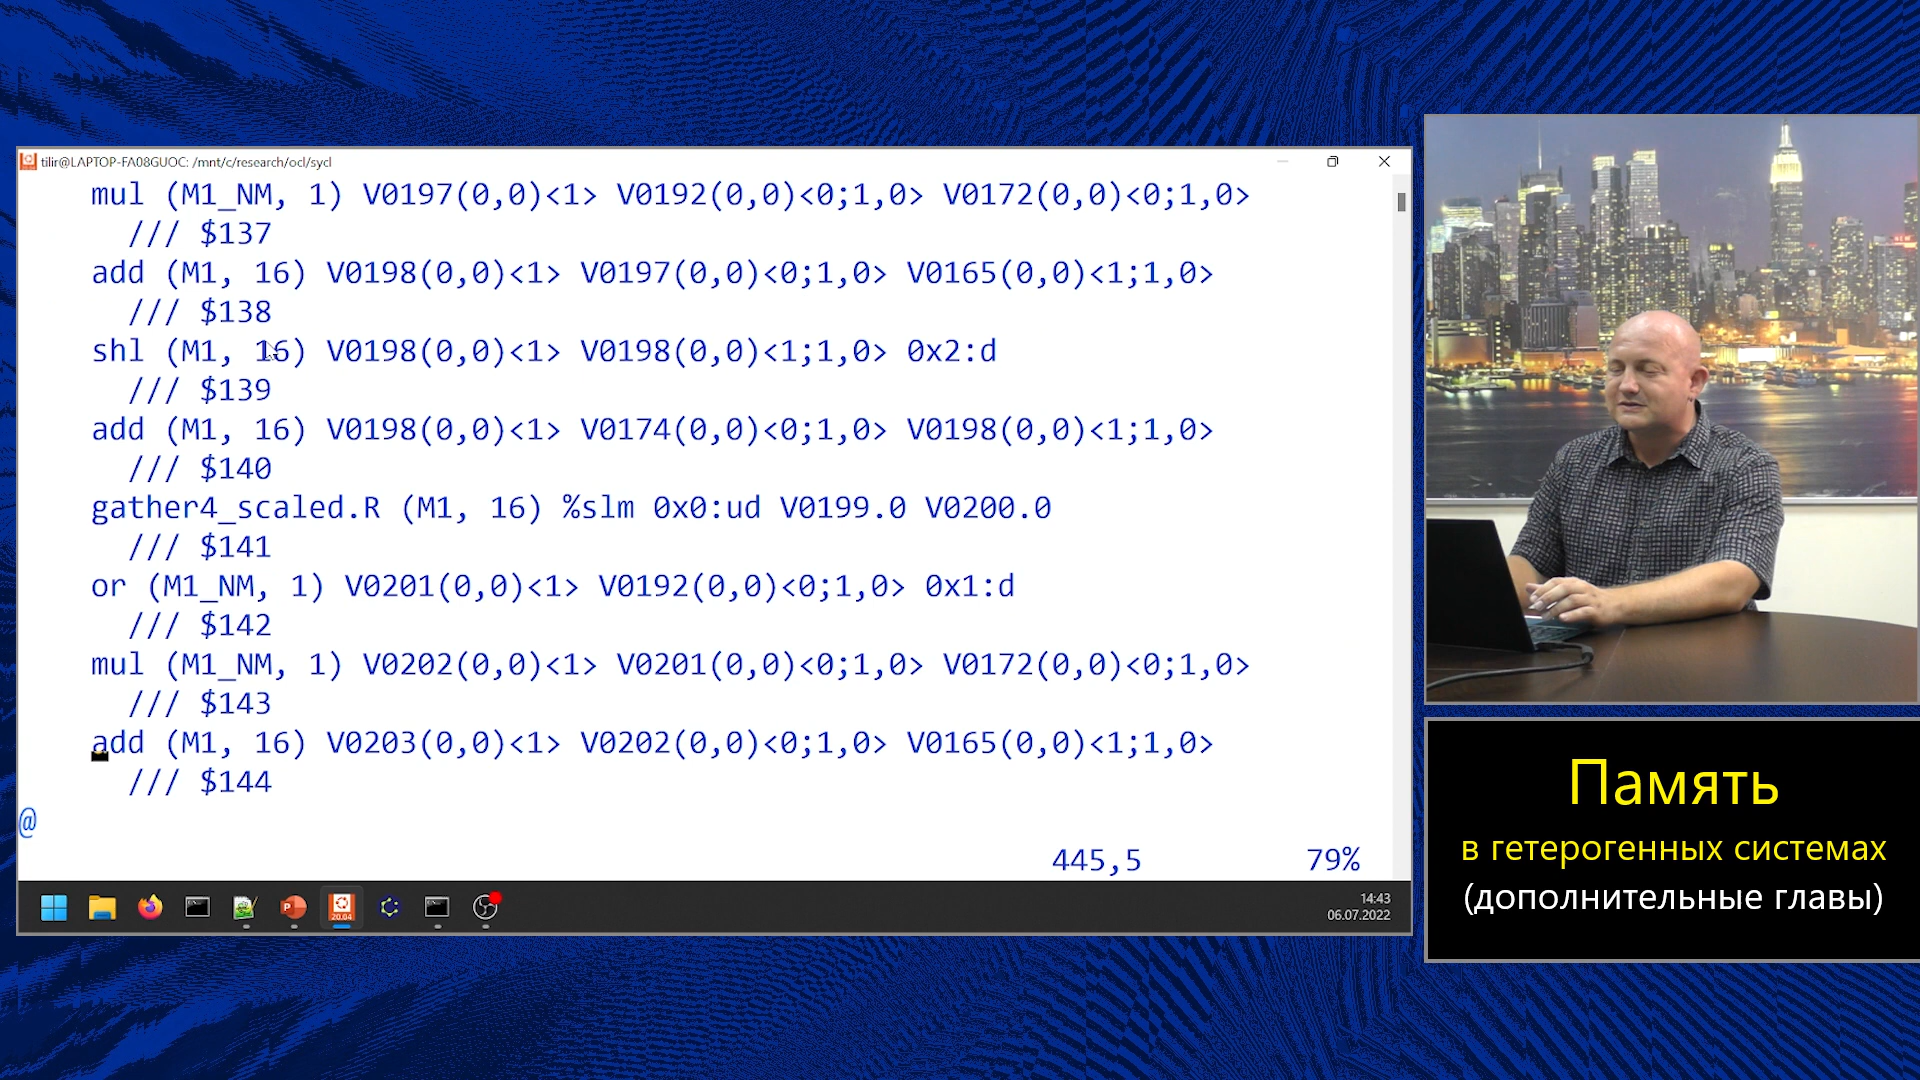 tilir@LAPTOP-FA08GUOC: /mnt/c/research/ocl/sycl
mul (M1_NM, 1) V0197(0,0)<1> V0192(0,0)<0;1,0> V0172(0,0)<0;1,0>
/// $137
add (M1, 16) V0198(0,0)<1> V0197(0,0)<0;1,0> V0165(0,0)<1;1,0>
/// $138
shl (M1, 16) V0198(0,0)<1> V0198(0,0)<1;1,0> 0x2:d
/// $139
add (M1, 16) V0198(0,0)<1> V0174(0,0)<0;1,0> V0198(0,0)<1;1,0>
/// $140
gather4_scaled.R (M1, 16) %slm 0x0:ud V0199.0 V0200.0
/// $141
or (M1_NM, 1) V0201(0,0)<1> V0192(0,0)<0;1,0> 0x1:d
/// $142
mul (M1_NM, 1) V0202(0,0)<1> V0201(0,0)<0;1,0> V0172(0,0)<0;1,0>
/// $143
add (M1, 16) V0203(0,0)<1> V0202(0,0)<0;1,0> V0165(0,0)<1;1,0>
/// $144
@
445,5 79%
20.04
14:43
06.07.2022
Память
в гетерогенных системах
(дополнительные главы)